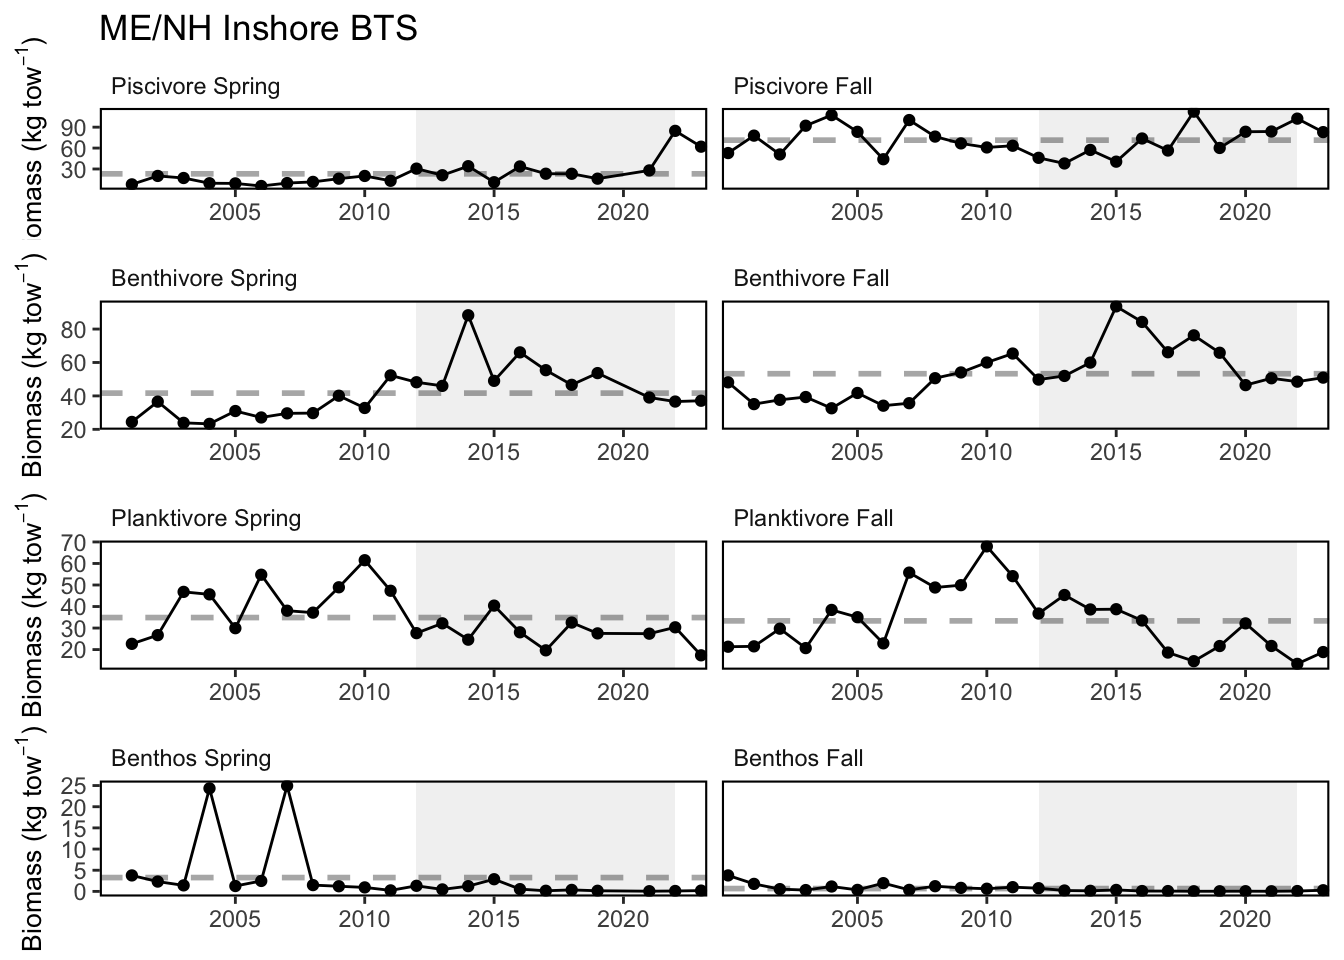 ME/NH Inshore BTS
Piscivore Spring
Piscivore Fall
iomass (kg tow⁻¹)
90
60
30
2005 2010 2015 2020
2005 2010 2015 2020
Benthivore Spring
Benthivore Fall
Biomass (kg tow⁻¹)
80
60
40
20
2005 2010 2015 2020
2005 2010 2015 2020
Planktivore Spring
Planktivore Fall
Biomass (kg tow⁻¹)
70
60
50
40
30
20
2005 2010 2015 2020
2005 2010 2015 2020
Benthos Spring
Benthos Fall
Biomass (kg tow⁻¹)
25
20
15
10
5
0
2005 2010 2015 2020
2005 2010 2015 2020